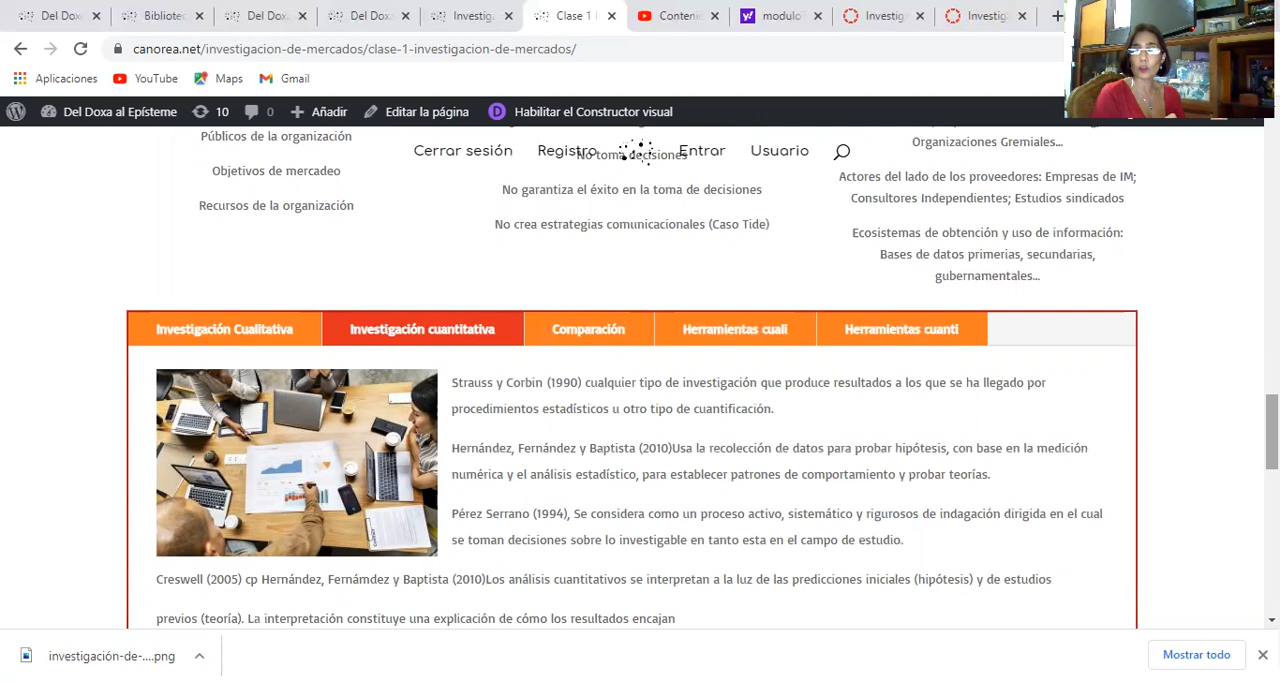 Del Doxa
Bibliotec
Del Doxa
Del Doxa
Investiga
Clase 1 I
Conteni
moduloT
Investig
Investiga
canorea.net/investigacion-de-mercados/clase-1-investigacion-de-mercados/
Aplicaciones YouTube Maps Gmail
Del Doxa al Epísteme 10 0 Añadir Editar la página D Habilitar el Constructor visual
Cerrar sesión Registro Entrar Usuario
Públicos de la organización
Objetivos de mercadeo
Recursos de la organización
No toma decisiones
No garantiza el éxito en la toma de decisiones
No crea estrategias comunicacionales (Caso Tide)
Organizaciones Gremiales...
Actores del lado de los proveedores: Empresas de IM;
Consultores Independientes; Estudios sindicados
Ecosistemas de obtención y uso de información:
Bases de datos primerias, secundarias,
gubernamentales...
Investigación Cualitativa Investigación cuantitativa Comparación Herramientas cuali Herramientas cuanti
Strauss y Corbin (1990) cualquier tipo de investigación que produce resultados a los que se ha llegado por
procedimientos estadísticos u otro tipo de cuantificación.
Hernández, Fernández y Baptista (2010)Usa la recolección de datos para probar hipótesis, con base en la medición
numérica y el análisis estadístico, para establecer patrones de comportamiento y probar teorías.
Pérez Serrano (1994), Se considera como un proceso activo, sistemático y rigurosos de indagación dirigida en el cual
se toman decisiones sobre lo investigable en tanto esta en el campo de estudio.
Creswell (2005) cp Hernández, Fernámdez y Baptista (2010)Los análisis cuantitativos se interpretan a la luz de las predicciones iniciales (hipótesis) y de estudios
previos (teoría). La interpretación constituye una explicación de cómo los resultados encajan
investigación-de-....png
Mostrar todo